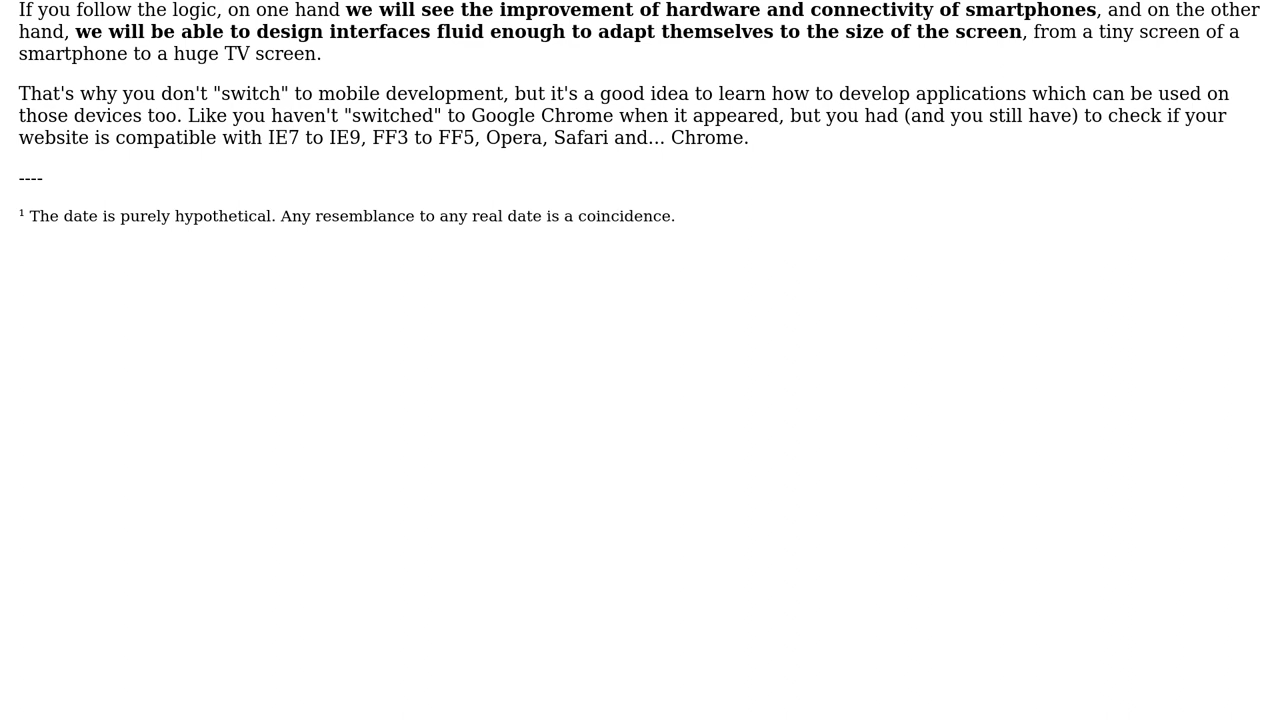 If you follow the logic, on one hand we will see the improvement of hardware and connectivity of smartphones, and on the other
hand, we will be able to design interfaces fluid enough to adapt themselves to the size of the screen, from a tiny screen of a
smartphone to a huge TV screen.
That's why you don't "switch" to mobile development, but it's a good idea to learn how to develop applications which can be used on
those devices too. Like you haven't "switched" to Google Chrome when it appeared, but you had (and you still have) to check if your
website is compatible with IE7 to IE9, FF3 to FF5, Opera, Safari and... Chrome.
----
¹ The date is purely hypothetical. Any resemblance to any real date is a coincidence.